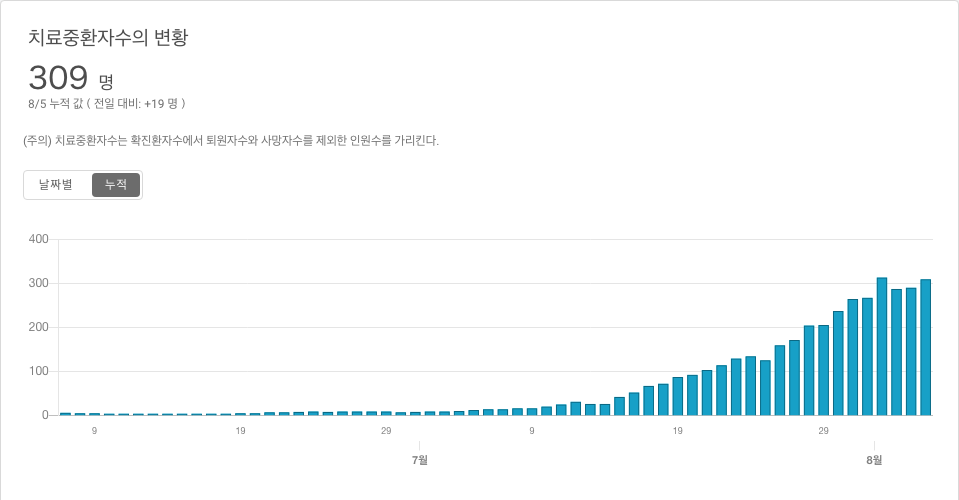 치료중환자수의 변황
309 명
8/5 누적 값 ( 전일 대비: +19 명 )
(주의) 치료중환자수는 확진환자수에서 퇴원자수와 사망자수를 제외한 인원수를 가리킨다.
날짜별 누적
400
300
200
100
0
9 19 29 9 19 29
7월 8월